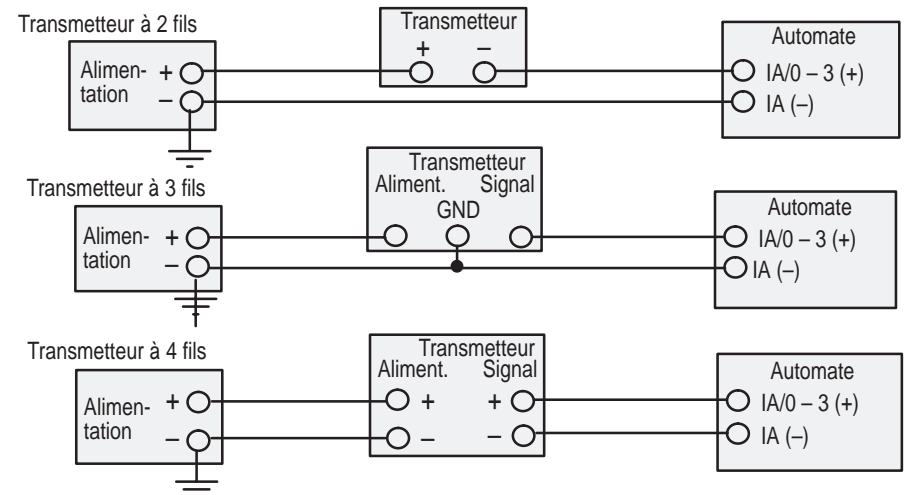 Transmetteur à 2 fils
Alimen-
tation
+
–
Transmetteur
+ –
Automate
IA/0 – 3 (+)
IA (–)
Transmetteur à 3 fils
Alimen-
tation
+
–
Transmetteur
Aliment. Signal
GND
Automate
IA/0 – 3 (+)
IA (–)
Transmetteur à 4 fils
Alimen-
tation
+
–
Transmetteur
Aliment. Signal
+ +
– –
Automate
IA/0 – 3 (+)
IA (–)